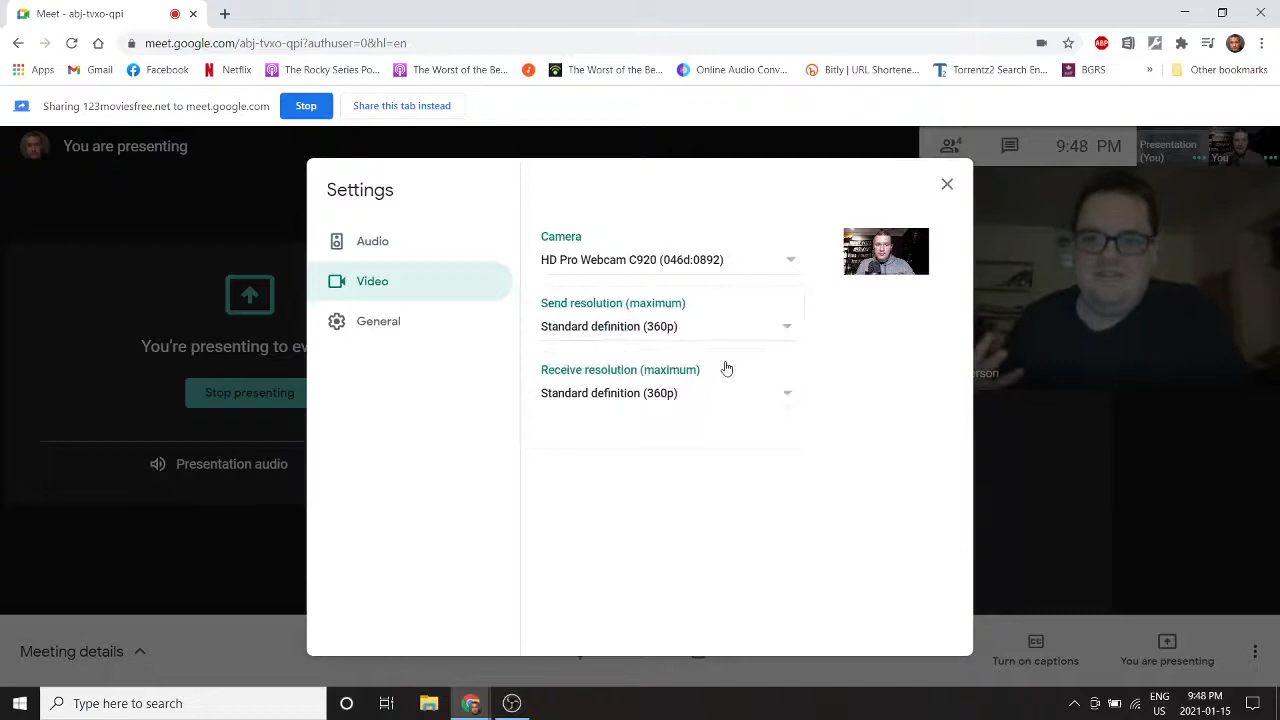 Meet - abj-tvxo-qpi
meet.google.com/abj-tvxo-qpi?authuser=0&hl=en
ABP
Apps
Gmail
Facebook
Netflix
The Rocky Series Pe...
The Worst of the Be...
The Worst of the Be...
Online Audio Conv...
Bitly | URL Shortene...
Torrentz2 Search En...
BGRS
»
Other bookmarks
Sharing 123moviesfree.net to meet.google.com
Stop
Share this tab instead
You are presenting
4
9:48 PM
Presentation
(You)
You
Settings
Audio
Video
General
Camera
HD Pro Webcam C920 (046d:0892)
Send resolution (maximum)
Standard definition (360p)
Receive resolution (maximum)
Standard definition (360p)
You're presenting to ev
Stop presenting
Presentation audio
erson
Meeting details
CC
Turn on captions
You are presenting
Type here to search
ENG
US
9:48 PM
2021-01-15